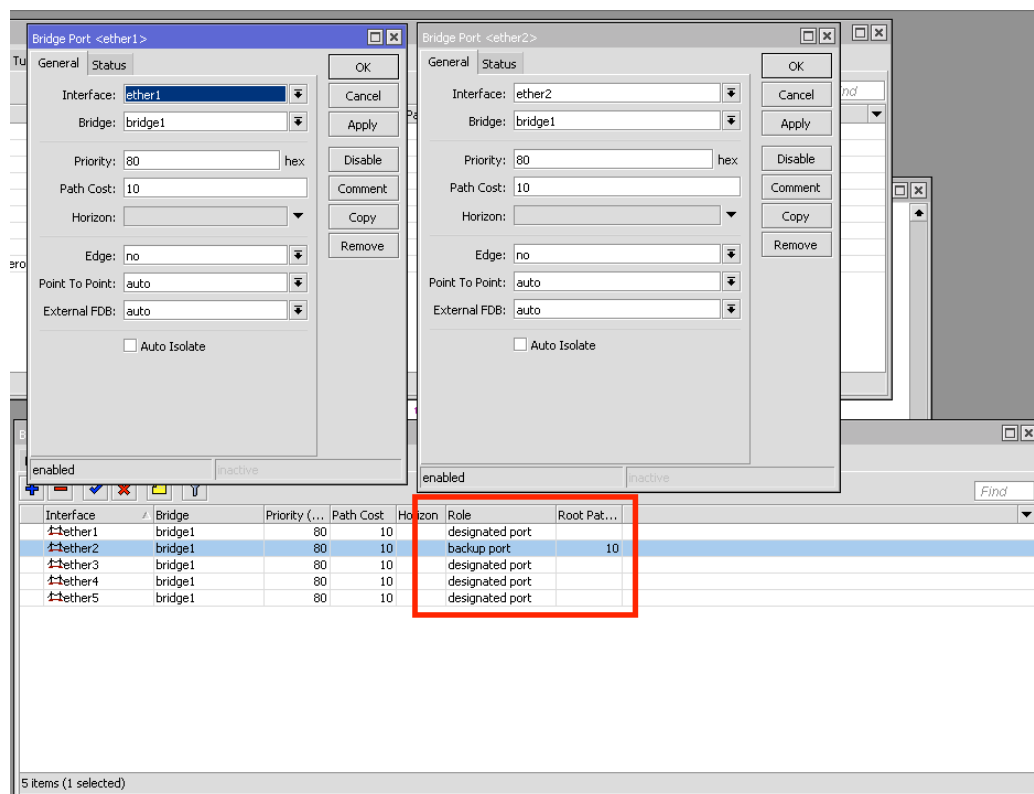 Bridge Port <ether1>
General Status
Interface: ether1
Bridge: bridge1
Priority: 80 hex
Path Cost: 10
Horizon:
Edge: no
Point To Point: auto
External FDB: auto
Auto Isolate
OK
Cancel
Apply
Disable
Comment
Copy
Remove
enabled inactive
Bridge Port <ether2>
General Status
Interface: ether2
Bridge: bridge1
Priority: 80 hex
Path Cost: 10
Horizon:
Edge: no
Point To Point: auto
External FDB: auto
Auto Isolate
OK
Cancel
Apply
Disable
Comment
Copy
Remove
enabled inactive
Find
Interface Bridge Priority (... Path Cost Horizon Role Root Pat...
ether1 bridge1 80 10 designated port
ether2 bridge1 80 10 backup port 10
ether3 bridge1 80 10 designated port
ether4 bridge1 80 10 designated port
ether5 bridge1 80 10 designated port
5 items (1 selected)